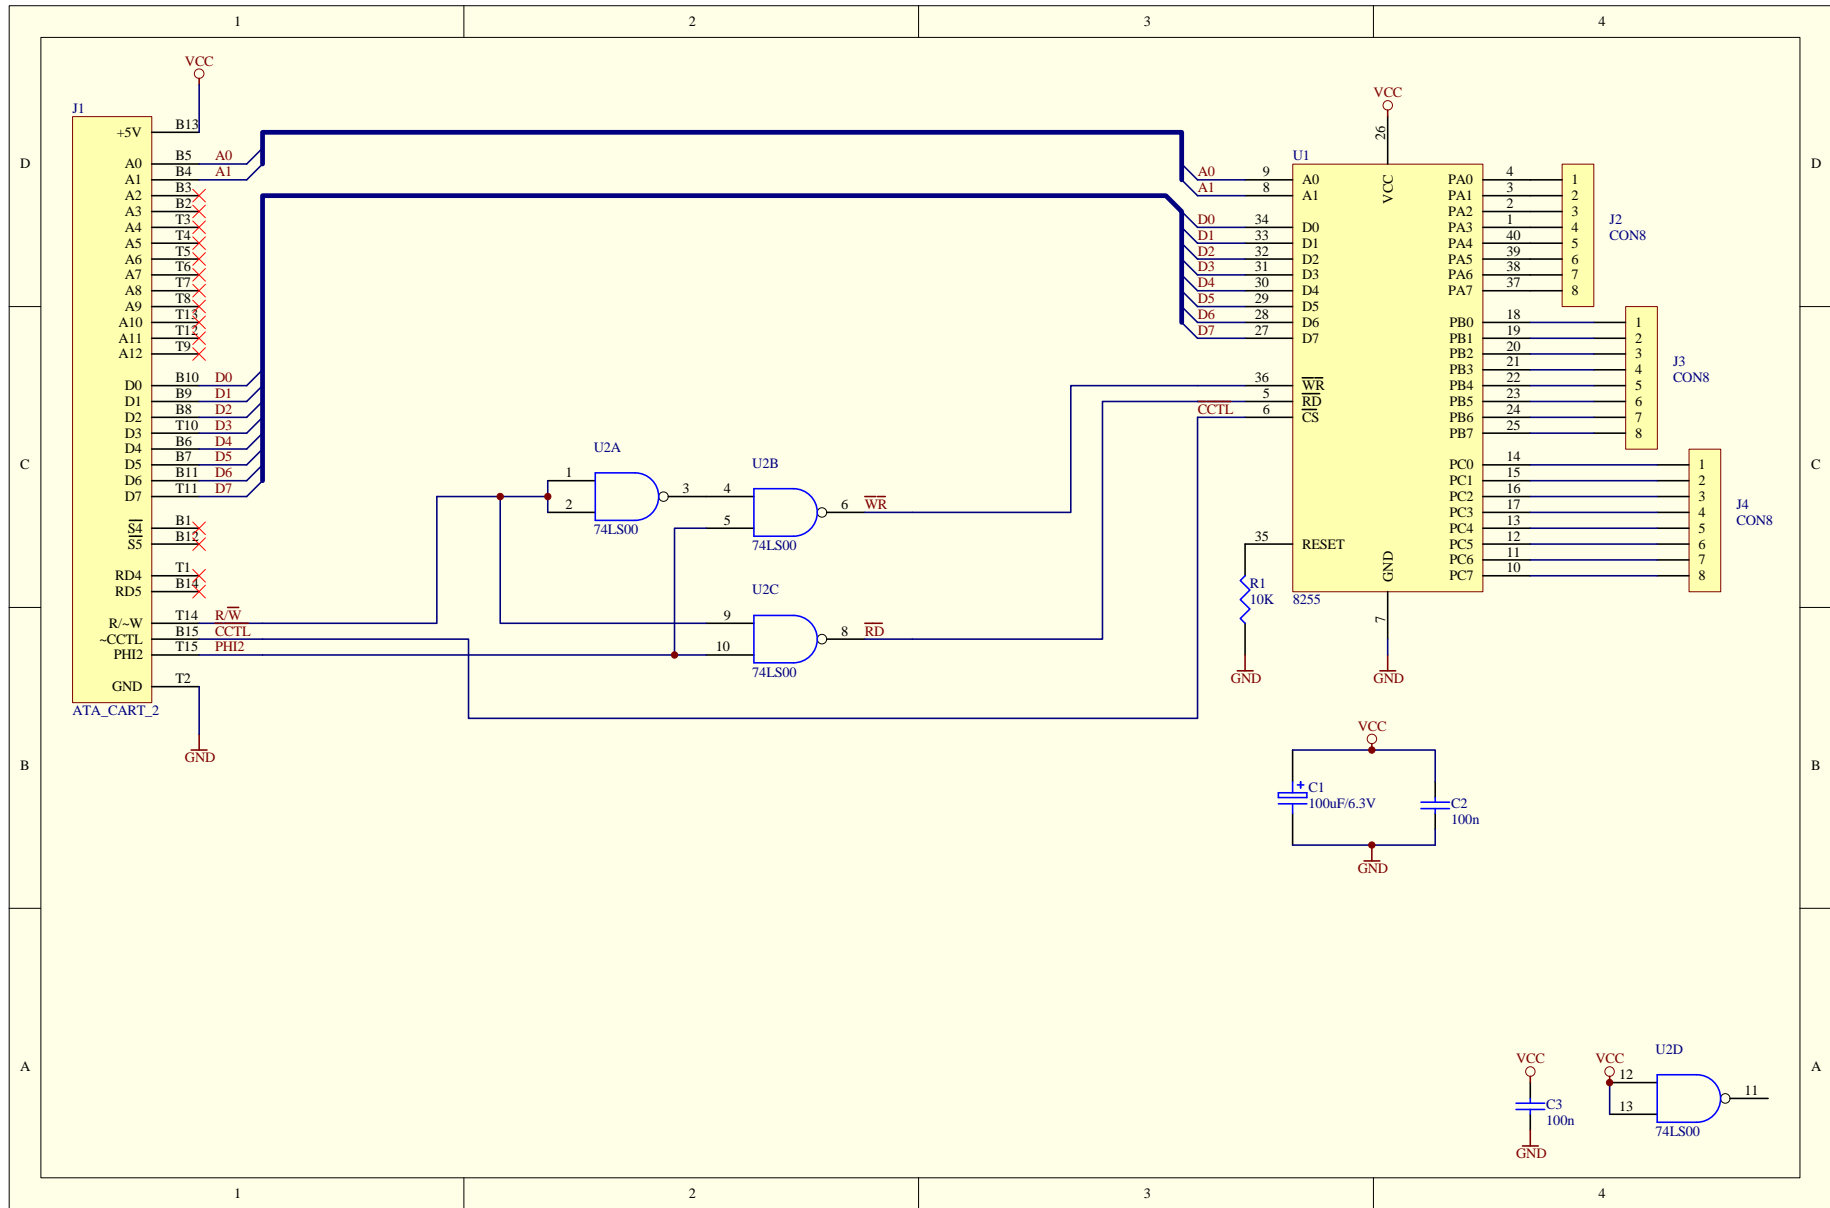 1 2 3 4
D
C
B
A
VCC
J1
+5V B13
A0 B5 A0
A1 B4 A1
A2 B3
A3 B2
A4 T3
A5 T4
A6 T5
A7 T6
A8 T7
A9 T8
A10 T13
A11 T12
A12 T9
D0 B10 D0
D1 B9 D1
D2 B8 D2
D3 T10 D3
D4 B6 D4
D5 B7 D5
D6 B11 D6
D7 T11 D7
S4 B1
S5 B12
RD4 T1
RD5 B14
R/~W T14 R/W
~CCTL B15 CCTL
PHI2 T15 PHI2
GND T2
ATA_CART_2
GND
U2A
1
2
3
74LS00
U2B
4
5
6 WR
74LS00
U2C
9
10
8 RD
74LS00
VCC
26
U1
VCC
A0 9 A0
A1 8 A1
D0 34 D0
D1 33 D1
D2 32 D2
D3 31 D3
D4 30 D4
D5 29 D5
D6 28 D6
D7 27 D7
36 WR
5 RD
CCTL 6 CS
35 RESET
R1
10K
GND
8255
GND
7
GND
PA0 4 1
PA1 3 2
PA2 2 3
PA3 1 4
PA4 40 5
PA5 39 6
PA6 38 7
PA7 37 8
J2
CON8
PB0 18 1
PB1 19 2
PB2 20 3
PB3 21 4
PB4 22 5
PB5 23 6
PB6 24 7
PB7 25 8
J3
CON8
PC0 14 1
PC1 15 2
PC2 16 3
PC3 17 4
PC4 13 5
PC5 12 6
PC6 11 7
PC7 10 8
J4
CON8
VCC
+ C1
100uF/6.3V
C2
100n
GND
VCC
C3
100n
GND
VCC
U2D
12
13
11
74LS00
D
C
B
A
1 2 3 4